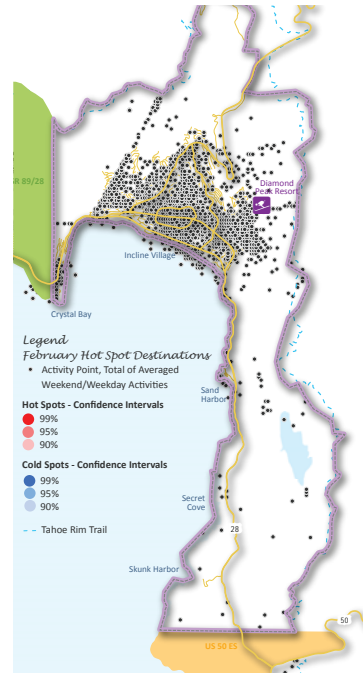 R 89/28
Diamond
Peak Resort
Incline Village
Crystal Bay
Legend
February Hot Spot Destinations
• Activity Point, Total of Averaged
Weekend/Weekday Activities
Hot Spots - Confidence Intervals
99%
95%
90%
Cold Spots - Confidence Intervals
99%
95%
90%
Tahoe Rim Trail
Sand
Harbor
Secret
Cove
28
Skunk Harbor
50
US 50 ES